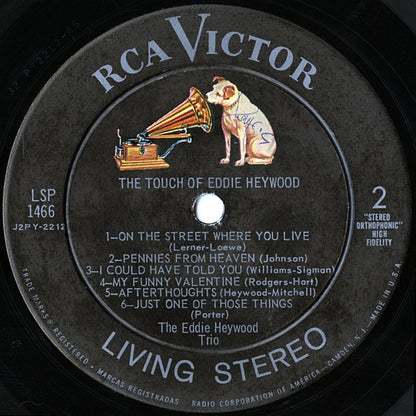 RCA VICTOR
THE TOUCH OF EDDIE HEYWOOD
LSP
1466
J2PY-2212
2
"STEREO
ORTHOPHONIC"
HIGH
FIDELITY
1—ON THE STREET WHERE YOU LIVE
(Lerner-Loewe)
2—PENNIES FROM HEAVEN (Johnson)
3—I COULD HAVE TOLD YOU (Williams-Sigman)
4—MY FUNNY VALENTINE (Rodgers-Hart)
5—AFTERTHOUGHTS (Heywood-Mitchell)
6—JUST ONE OF THOSE THINGS
(Porter)
The Eddie Heywood
Trio
LIVING STEREO
TRADE MARKS ® REGISTERED - MARCAS REGISTRADAS - RADIO CORPORATION OF AMERICA - CAMDEN, N.J. - MADE IN U.S.A.